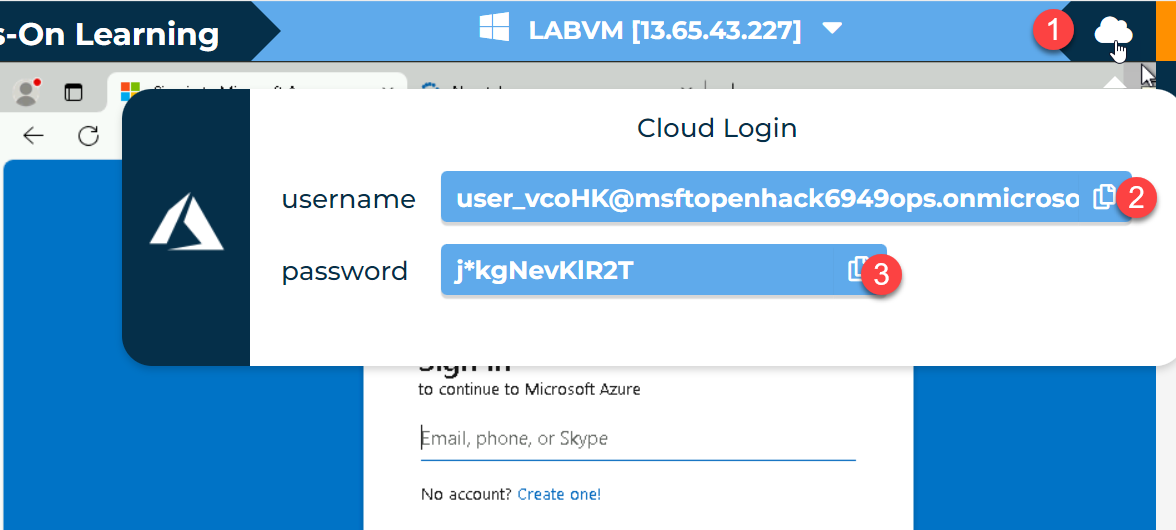 s-On Learning
LABVM [13.65.43.227]
1
Cloud Login
username
user_vcoHK@msftopenhack6949ops.onmicroso
2
password
j*kgNevKlR2T
3
Sign in
to continue to Microsoft Azure
Email, phone, or Skype
No account? Create one!